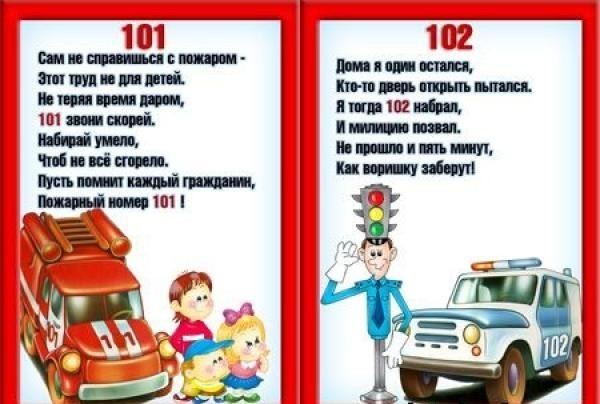 101
Сам не справишься с пожаром -
Этот труд не для детей.
Не теряя время даром,
101 звони скорей.
Набирай умело,
Чтоб не всё сгорело.
Пусть помнит каждый гражданин,
Пожарный номер 101 !
102
Дома я один остался,
Кто-то дверь открыть пытался.
Я тогда 102 набрал,
И милицию позвал.
Не прошло и пять минут,
Как воришку заберут!
102